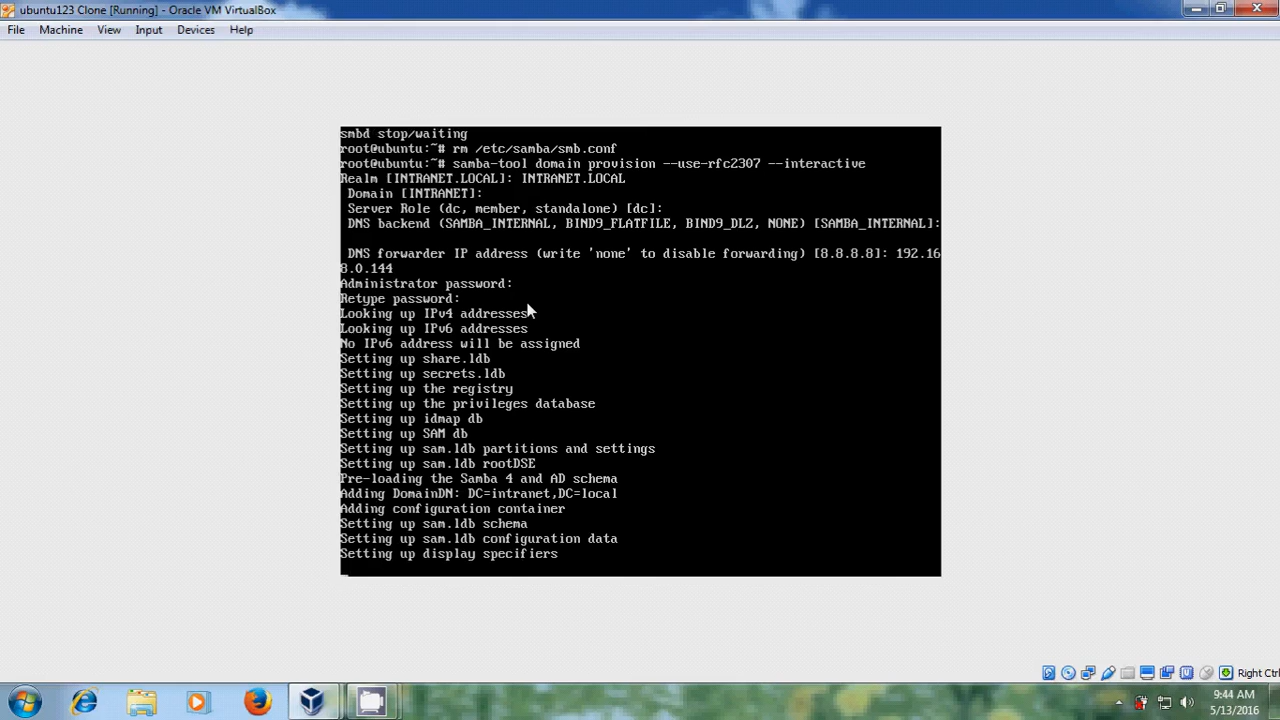 ubuntu123 Clone [Running] - Oracle VM VirtualBox
File Machine View Input Devices Help
smbd stop/waiting
root@ubuntu:~# rm /etc/samba/smb.conf
root@ubuntu:~# samba-tool domain provision --use-rfc2307 --interactive
Realm [INTRANET.LOCAL]: INTRANET.LOCAL
Domain [INTRANET]:
Server Role (dc, member, standalone) [dc]:
DNS backend (SAMBA_INTERNAL, BIND9_FLATFILE, BIND9_DLZ, NONE) [SAMBA_INTERNAL]:
DNS forwarder IP address (write 'none' to disable forwarding) [8.8.8.8]: 192.16
8.0.144
Administrator password:
Retype password:
Looking up IPv4 addresses
Looking up IPv6 addresses
No IPv6 address will be assigned
Setting up share.ldb
Setting up secrets.ldb
Setting up the registry
Setting up the privileges database
Setting up idmap db
Setting up SAM db
Setting up sam.ldb partitions and settings
Setting up sam.ldb rootDSE
Pre-loading the Samba 4 and AD schema
Adding DomainDN: DC=intranet,DC=local
Adding configuration container
Setting up sam.ldb schema
Setting up sam.ldb configuration data
Setting up display specifiers
Right Ctr
9:44 AM
5/13/2016